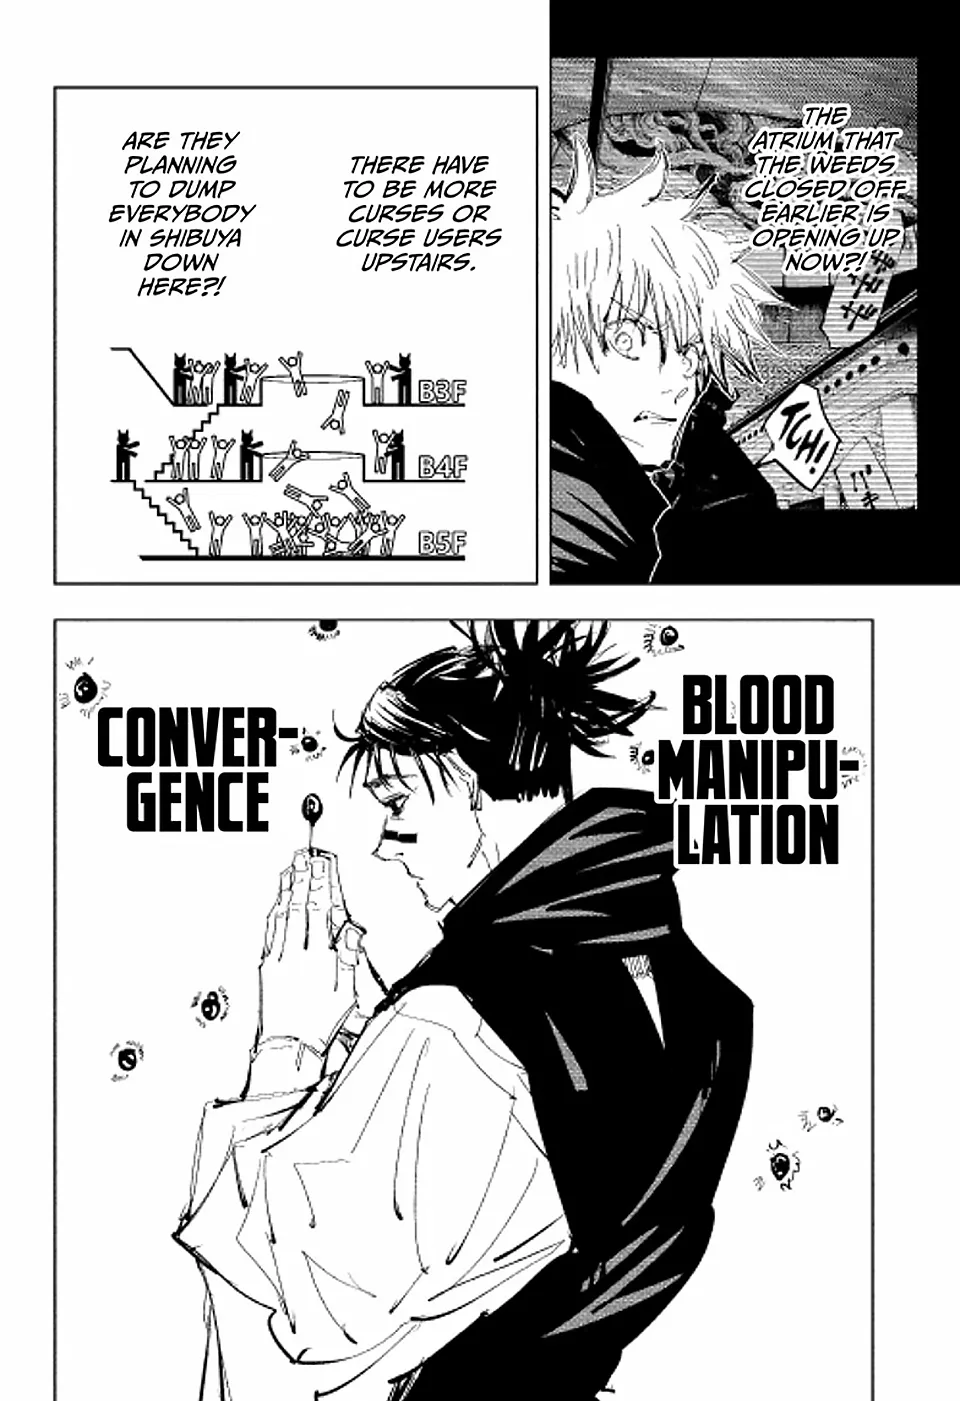 THE
ATRIUM THAT
THE WEEDS
CLOSED OFF
EARLIER IS
OPENING UP
NOW?!
TCH!
THERE HAVE
TO BE MORE
CURSES OR
CURSE USERS
UPSTAIRS.
ARE THEY
PLANNING
TO DUMP
EVERYBODY
IN SHIBUYA
DOWN
HERE?!
B3F
B4F
B5F
BLOOD
MANIPU-
LATION
CONVER-
GENCE